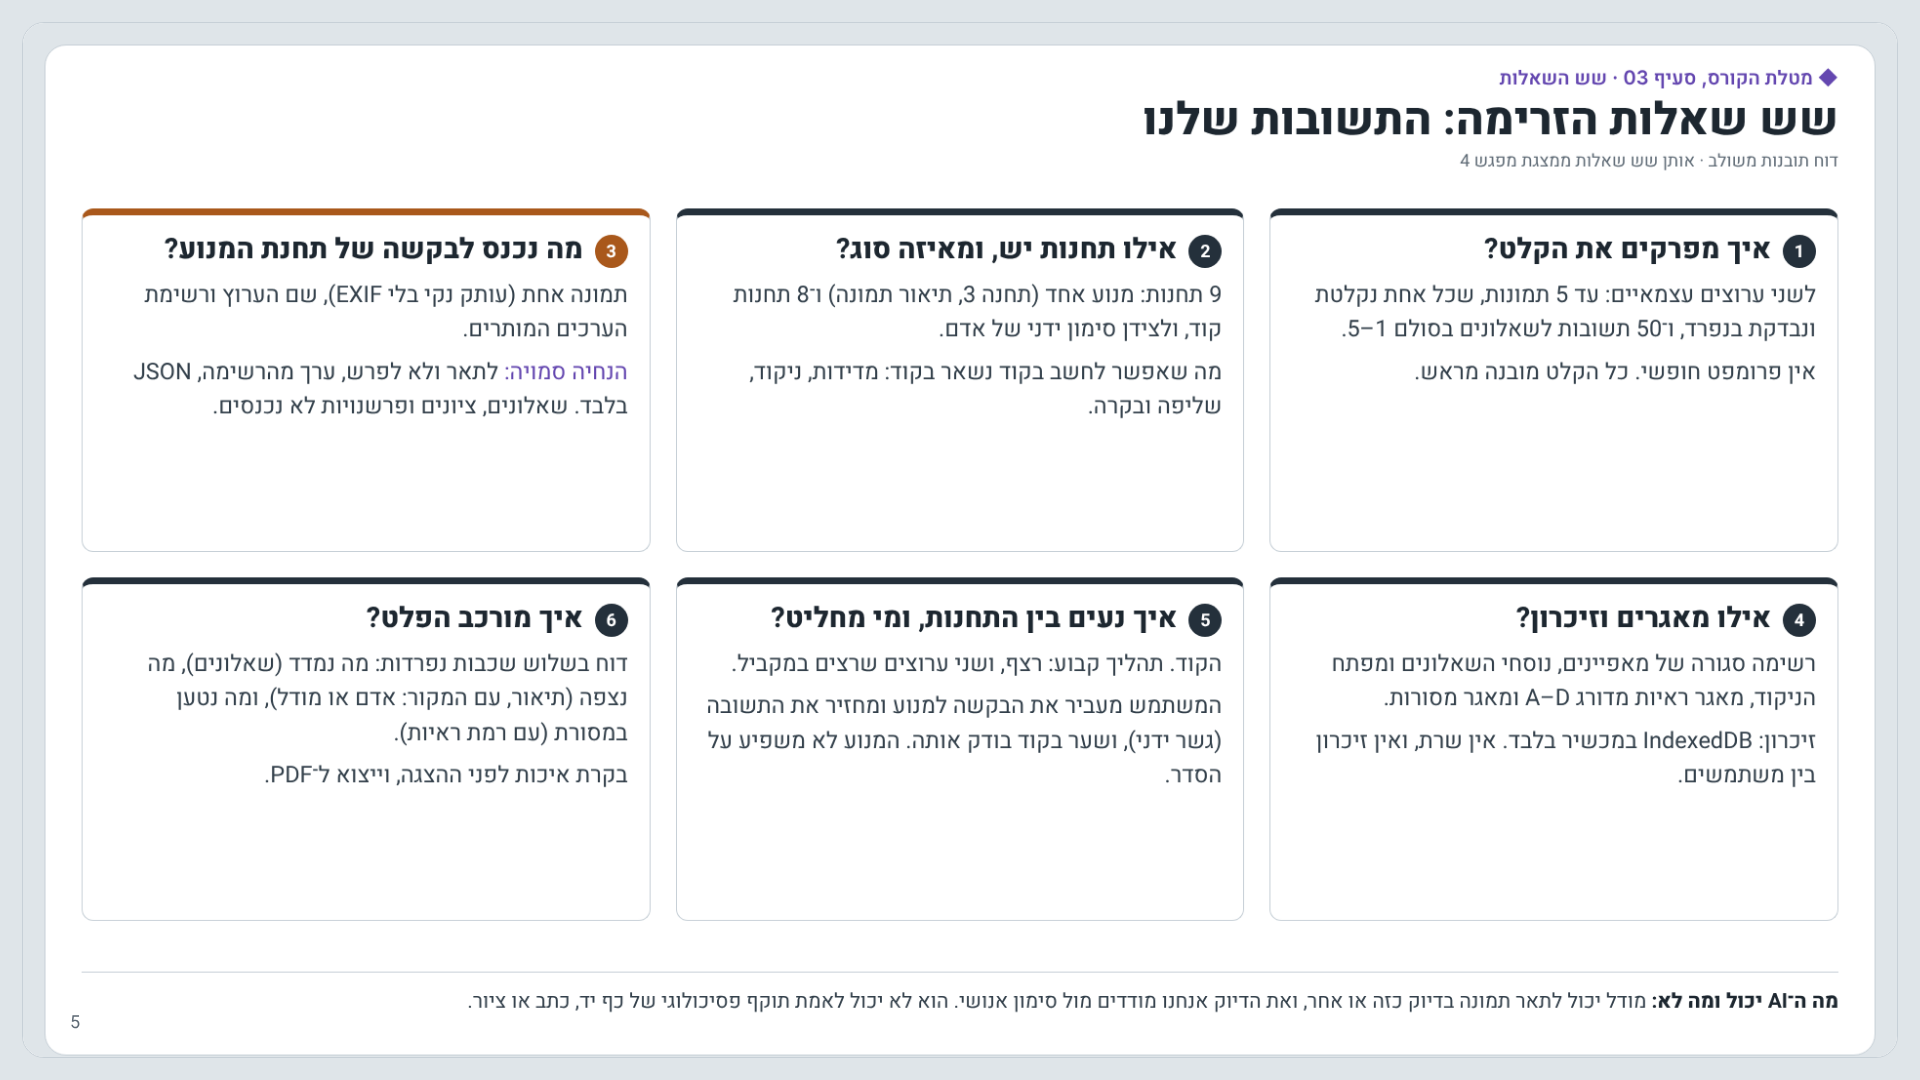 ◆ מטלת הקורס, סעיף 03 · שש השאלות
שש שאלות הזרימה: התשובות שלנו
דוח תובנות משולב · אותן שש שאלות ממצגת מפגש 4
1 איך מפרקים את הקלט?
לשני ערוצים עצמאיים: עד 5 תמונות, שכל אחת נקלטת
ונבדקת בנפרד, ו־50 תשובות לשאלונים בסולם 1–5.
אין פרומפט חופשי. כל הקלט מובנה מראש.
2 אילו תחנות יש, ומאיזה סוג?
9 תחנות: מנוע אחד (תחנה 3, תיאור תמונה) ו־8 תחנות
קוד, ולצידן סימון ידני של אדם.
מה שאפשר לחשב בקוד נשאר בקוד: מדידות, ניקוד,
שליפה ובקרה.
3 מה נכנס לבקשה של תחנת המנוע?
תמונה אחת (עותק נקי בלי EXIF), שם הערוץ ורשימת
הערכים המותרים.
הנחיה סמויה: לתאר ולא לפרש, ערך מהרשימה, JSON
בלבד. שאלונים, ציונים ופרשנויות לא נכנסים.
4 אילו מאגרים וזיכרון?
רשימה סגורה של מאפיינים, נוסחי השאלונים ומפתח
הניקוד, מאגר ראיות מדורג A–D ומאגר מסורות.
זיכרון: IndexedDB במכשיר בלבד. אין שרת, ואין זיכרון
בין משתמשים.
5 איך נעים בין התחנות, ומי מחליט?
הקוד. תהליך קבוע: רצף, ושני ערוצים שרצים במקביל.
המשתמש מעביר את הבקשה למנוע ומחזיר את התשובה
(גשר ידני), ושער בקוד בודק אותה. המנוע לא משפיע על
הסדר.
6 איך מורכב הפלט?
דוח בשלוש שכבות נפרדות: מה נמדד (שאלונים), מה
נצפה (תיאור, עם המקור: אדם או מודל), ומה נטען
במסורת (עם רמת ראיות).
בקרת איכות לפני ההצגה, וייצוא ל־PDF.
מה ה־AI יכול ומה לא: מודל יכול לתאר תמונה בדיוק כזה או אחר, ואת הדיוק אנחנו מודדים מול סימון אנושי. הוא לא יכול לאמת תוקף פסיכולוגי של כף יד, כתב או ציור.
5